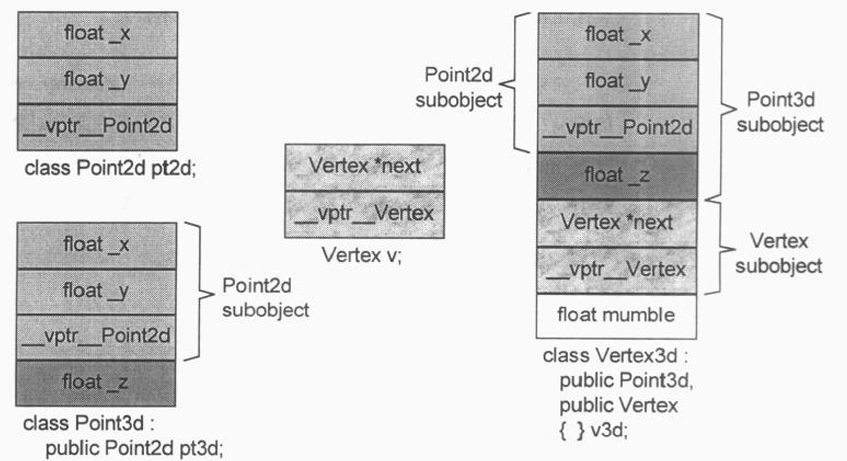 float _x
float _y
__vptr__Point2d
class Point2d pt2d;
float _x
float _y
__vptr__Point2d
float _z
Point2d
subobject
class Point3d :
public Point2d pt3d;
Vertex *next
__vptr__Vertex
Vertex v;
Point2d
subobject
float _x
float _y
__vptr__Point2d
float _z
Vertex *next
__vptr__Vertex
float mumble
Point3d
subobject
Vertex
subobject
class Vertex3d :
public Point3d,
public Vertex
{ } v3d;